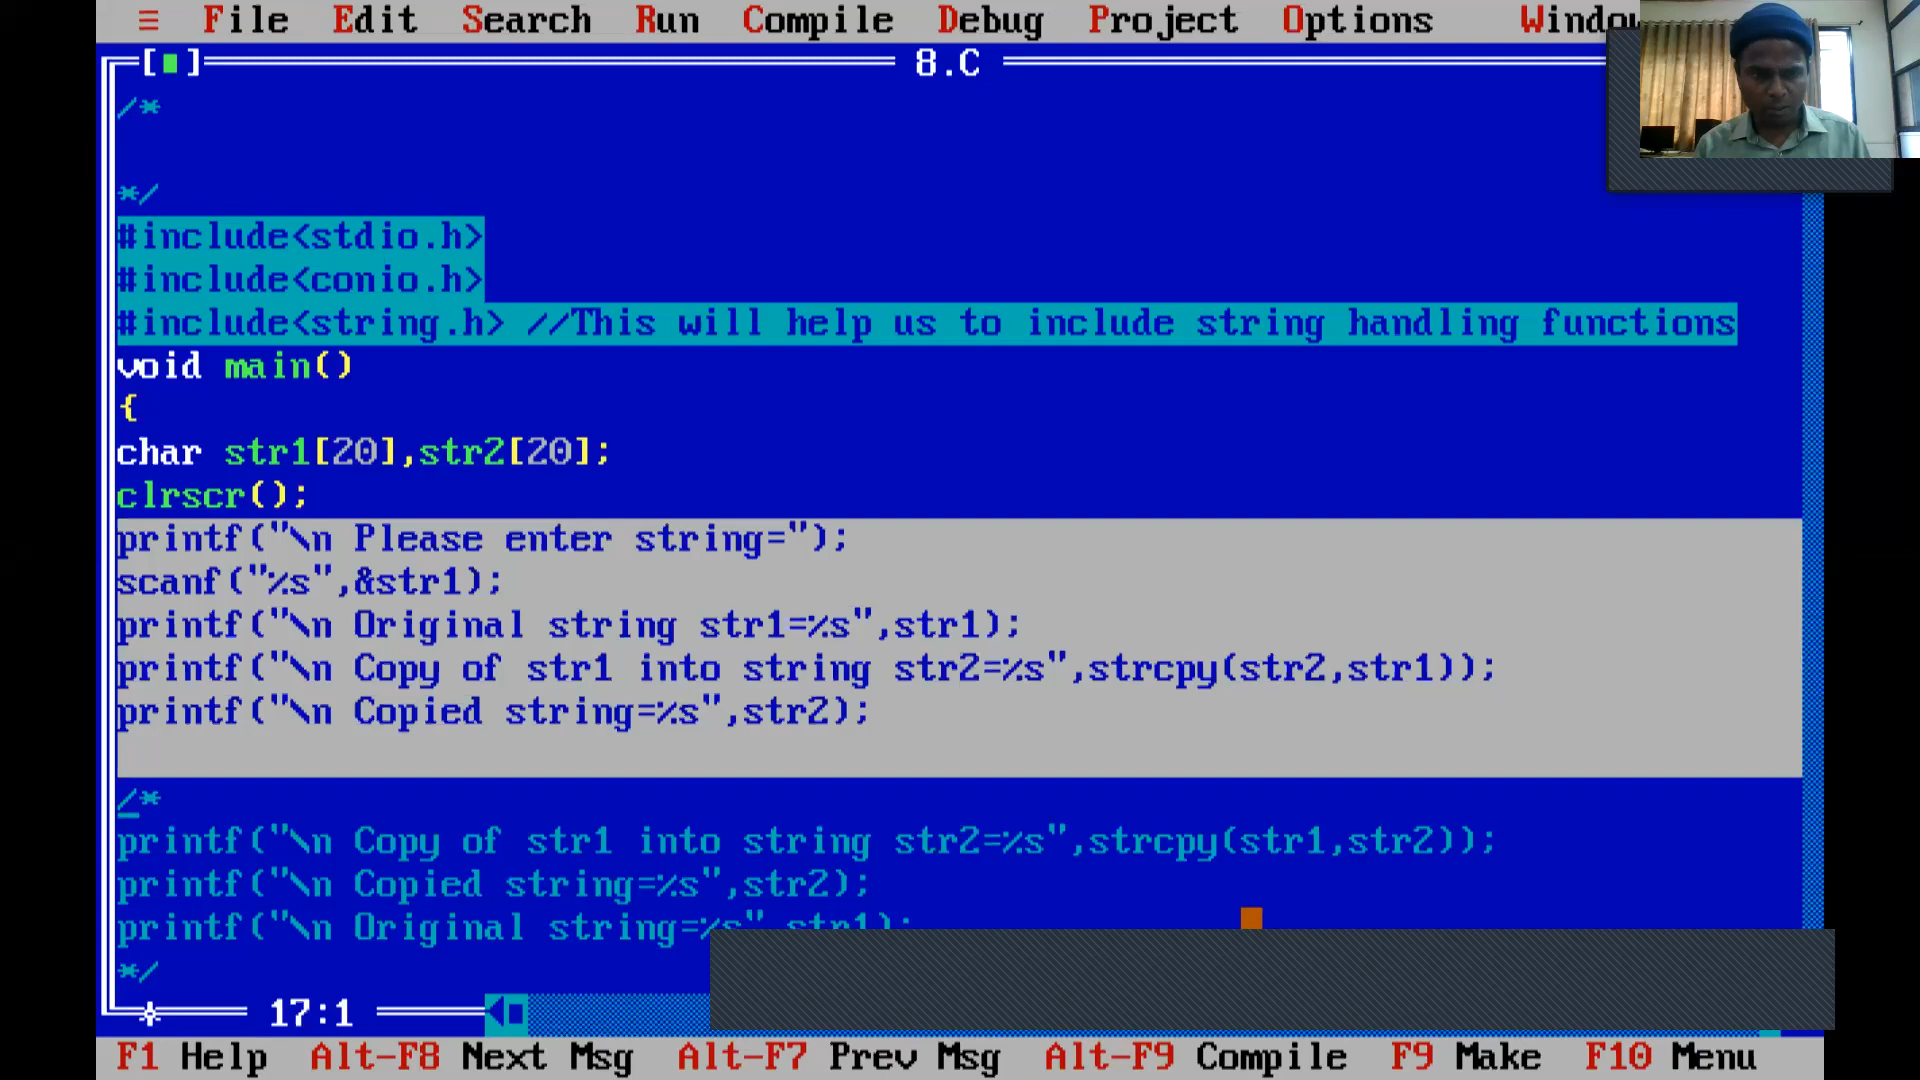 ≡ File Edit Search Run Compile Debug Project Options
[■] 8.C
/*
*/
#include<stdio.h>
#include<conio.h>
#include<string.h> //This will help us to include string handling functions
void main()
{
char str1[20],str2[20];
clrscr();
printf("\n Please enter string=");
scanf("%s",&str1);
printf("\n Original string str1=%s",str1);
printf("\n Copy of str1 into string str2=%s",strcpy(str2,str1));
printf("\n Copied string=%s",str2);
/*
printf("\n Copy of str1 into string str2=%s",strcpy(str1,str2));
printf("\n Copied string=%s",str2);
printf("\n Original string=%s",str1);
*/
17:1
F1 Help Alt-F8 Next Msg Alt-F7 Prev Msg Alt-F9 Compile F9 Make F10 Menu